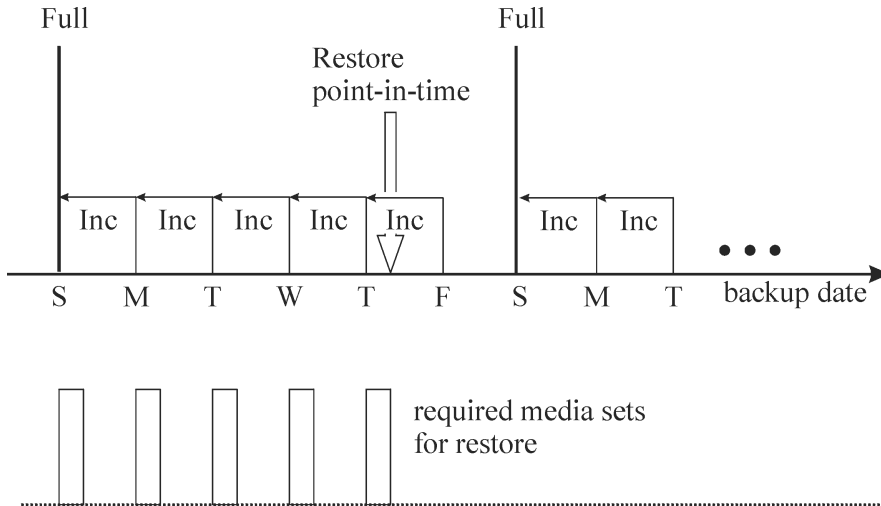 Full
Full
Restore
point-in-time
Inc
Inc
Inc
Inc
Inc
Inc
Inc
S
M
T
W
T
F
S
M
T
backup date
required media sets
for restore